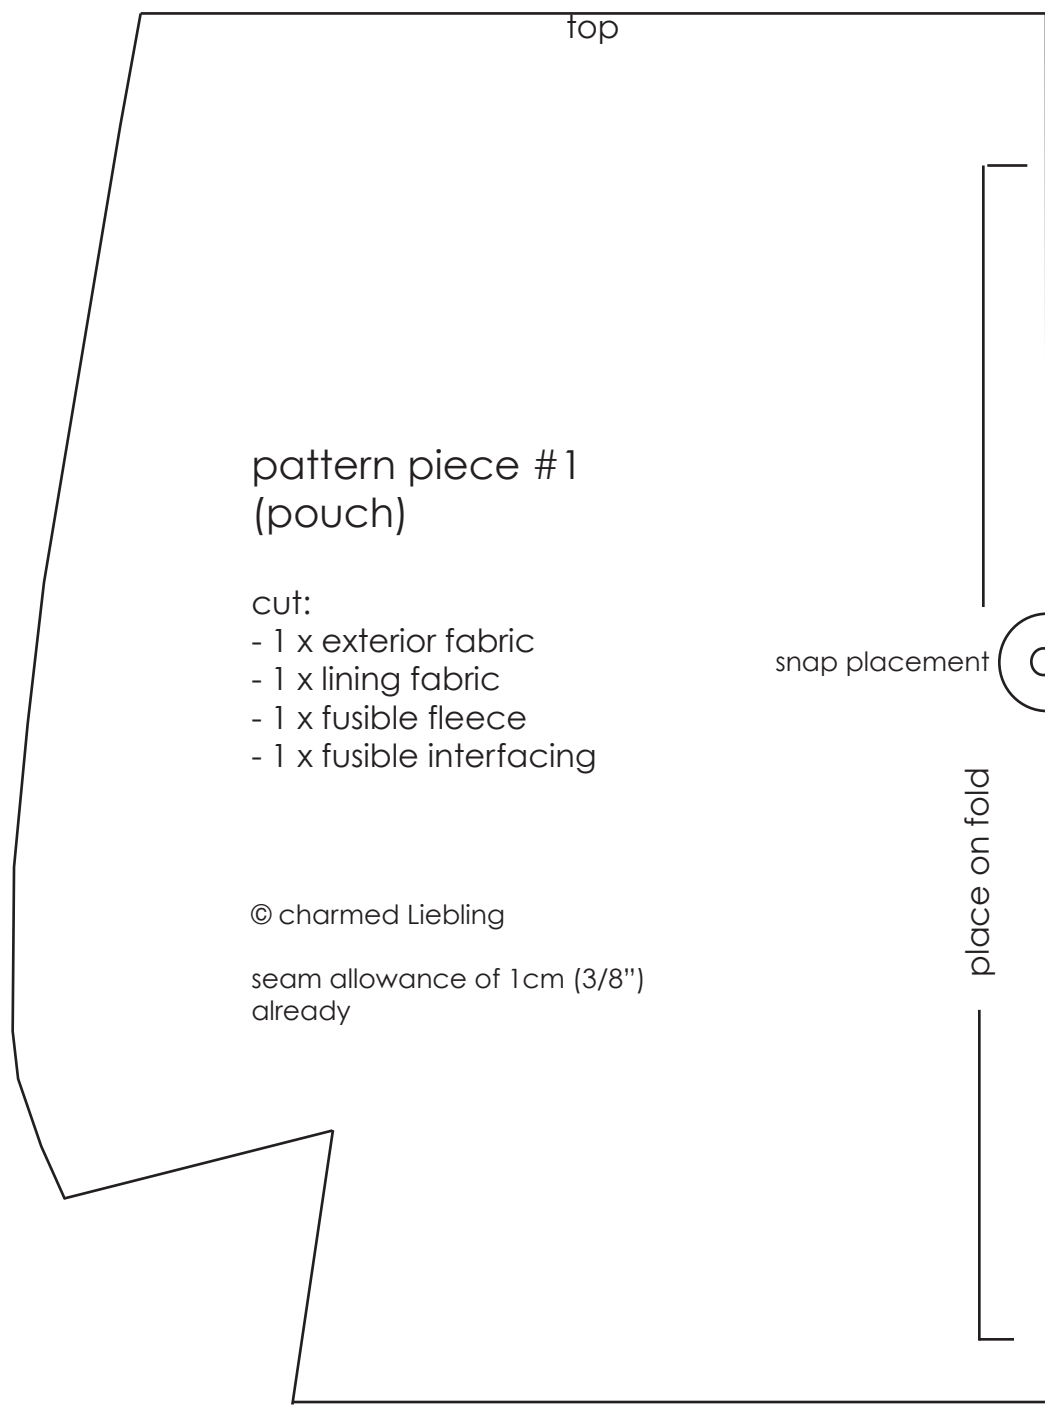 top
pattern piece #1
(pouch)
cut:
- 1 x exterior fabric
- 1 x lining fabric
- 1 x fusible fleece
- 1 x fusible interfacing
snap placement
place on fold
© charmed Liebling
seam allowance of 1cm (3/8”)
already